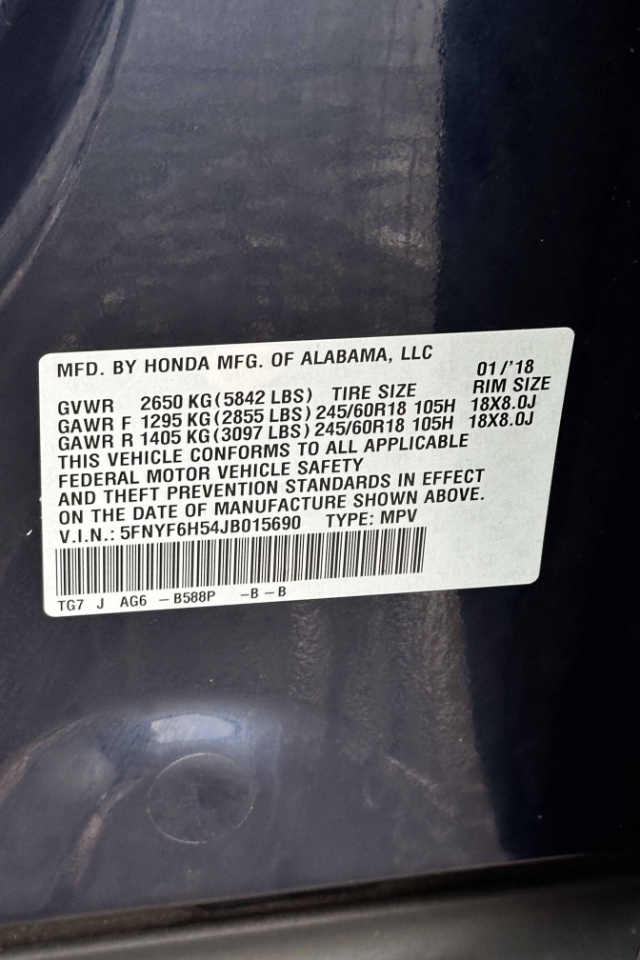 MFD. BY HONDA MFG. OF ALABAMA, LLC 01/'18
GVWR 2650 KG(5842 LBS) TIRE SIZE RIM SIZE
GAWR F 1295 KG(2855 LBS) 245/60R18 105H 18X8.0J
GAWR R 1405 KG(3097 LBS) 245/60R18 105H 18X8.0J
THIS VEHICLE CONFORMS TO ALL APPLICABLE
FEDERAL MOTOR VEHICLE SAFETY
AND THEFT PREVENTION STANDARDS IN EFFECT
ON THE DATE OF MANUFACTURE SHOWN ABOVE.
V.I.N.: 5FNYF6H54JB015690 TYPE: MPV
TG7 J AG6 -B588P -B-B